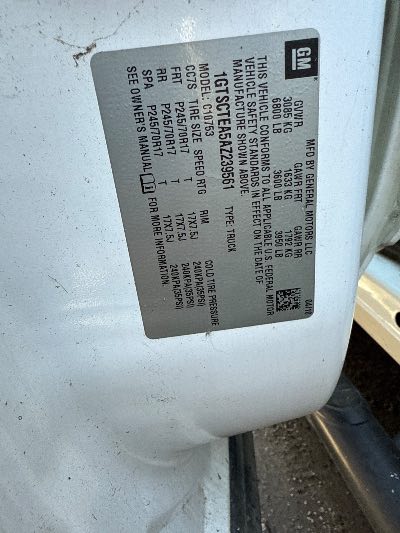 GM
MFD BY GENERAL MOTORS LLC 04/10
GVWR GAWR FRT GAWR RR
3085 KG 1633 KG 1792 KG
6800 LB 3600 LB 3950 LB
THIS VEHICLE CONFORMS TO ALL APPLICABLE U.S. FEDERAL MOTOR
VEHICLE SAFETY STANDARDS IN EFFECT ON THE DATE OF
MANUFACTURE SHOWN ABOVE.
1GTSCTEA5AZ239561 TYPE: TRUCK
MODEL: C10753
CC7S TIRE SIZE SPEED RTG RIM COLD TIRE PRESSURE
FRT P245/70R17 T 17X7.5J 240KPA(35PSI)
RR P245/70R17 T 17X7.5J 240KPA(35PSI)
SPA P245/70R17 T 17X7.5J 240KPA(35PSI)
SEE OWNER'S MANUAL FOR MORE INFORMATION.